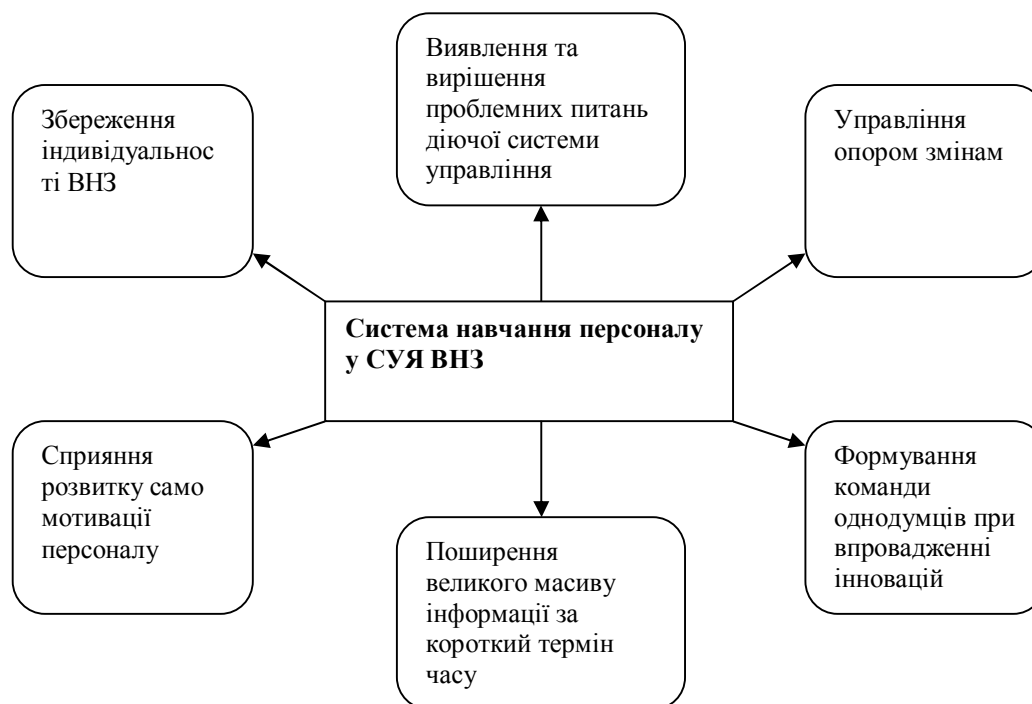 Виявлення та
вирішення
проблемних питань
діючої системи
управління
Збереження
індивідуальнос
ті ВНЗ
Управління
опором змінам
Система навчання персоналу
у СУЯ ВНЗ
Сприяння
розвитку само
мотивації
персоналу
Поширення
великого масиву
інформації за
короткий термін
часу
Формування
команди
однодумців при
впровадженні
інновацій